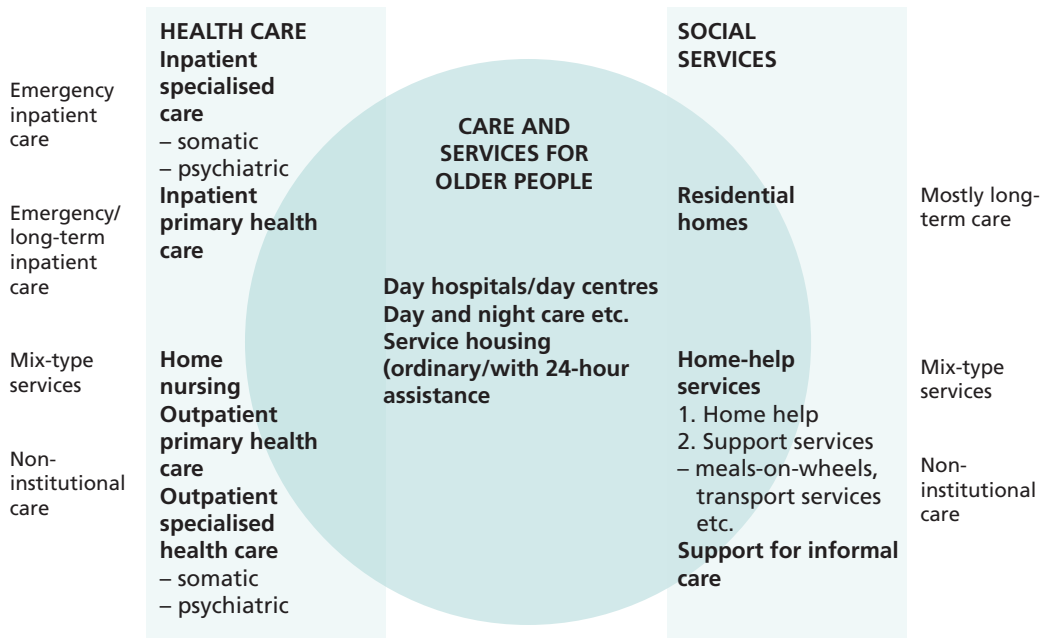 Emergency
inpatient
care
Emergency/
long-term
inpatient
care
Mix-type
services
Non-
institutional
care
HEALTH CARE
Inpatient
specialised
care
– somatic
– psychiatric
Inpatient
primary health
care
Home
nursing
Outpatient
primary health
care
Outpatient
specialised
health care
– somatic
– psychiatric
CARE AND
SERVICES FOR
OLDER PEOPLE
Day hospitals/day centres
Day and night care etc.
Service housing
(ordinary/with 24-hour
assistance
SOCIAL
SERVICES
Residential
homes
Home-help
services
1. Home help
2. Support services
– meals-on-wheels,
transport services
etc.
Support for informal
care
Mostly long-
term care
Mix-type
services
Non-
institutional
care